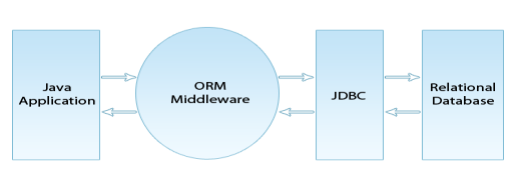 Java
Application
ORM
Middleware
JDBC
Relational
Database